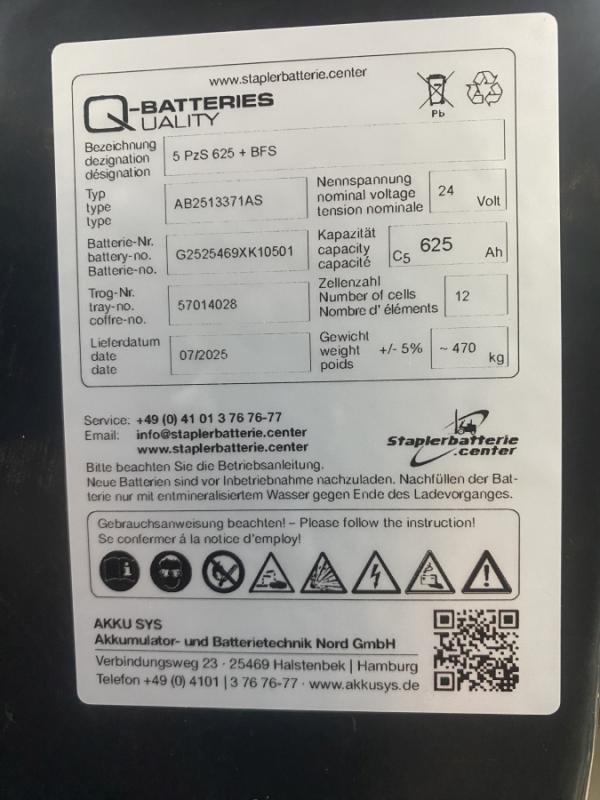 www.staplerbatterie.center
Q-BATTERIES
UALITY
Pb
Bezeichnung
dezignation
désignation
5 PzS 625 + BFS
Typ
type
type
AB2513371AS
Nennspannung
nominal voltage
tension nominale
24 Volt
Batterie-Nr.
battery-no.
Batterie-no.
G2525469XK10501
Kapazität
capacity
capacité
C5 625 Ah
Trog-Nr.
tray-no.
coffre-no.
57014028
Zellenzahl
Number of cells
Nombre d' éléments
12
Lieferdatum
date
date
07/2025
Gewicht
weight +/- 5%
poids
~ 470 kg
Service: +49 (0) 41 01 3 76 76-77
Email: info@staplerbatterie.center
www.staplerbatterie.center
Staplerbatterie
.center
Bitte beachten Sie die Betriebsanleitung.
Neue Batterien sind vor Inbetriebnahme nachzuladen. Nachfüllen der Bat-
terie nur mit entmineralisiertem Wasser gegen Ende des Ladevorganges.
Gebrauchsanweisung beachten! – Please follow the instruction!
Se confermer á la notice d'employ!
AKKU SYS
Akkumulator- und Batterietechnik Nord GmbH
Verbindungsweg 23 · 25469 Halstenbek | Hamburg
Telefon +49 (0) 4101 | 3 76 76-77 · www.akkusys.de